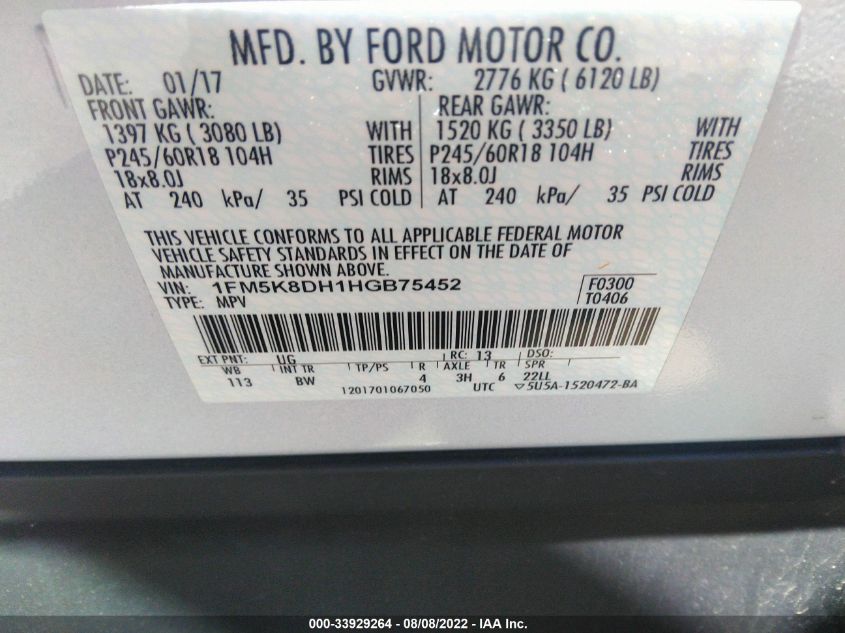 MFD. BY FORD MOTOR CO.
DATE: 01/17 GVWR: 2776 KG ( 6120 LB)
FRONT GAWR: REAR GAWR:
1397 KG ( 3080 LB) WITH 1520 KG ( 3350 LB) WITH
P245/60R18 104H TIRES P245/60R18 104H TIRES
18x8.0J RIMS 18x8.0J RIMS
AT 240 kPa/ 35 PSI COLD AT 240 kPa/ 35 PSI COLD
THIS VEHICLE CONFORMS TO ALL APPLICABLE FEDERAL MOTOR
VEHICLE SAFETY STANDARDS IN EFFECT ON THE DATE OF
MANUFACTURE SHOWN ABOVE.
VIN: 1FM5K8DH1HGB75452 F0300
TYPE: MPV T0406
EXT PNT: UG RC: 13 DSO:
WB INT TR TP/PS R AXLE TR SPR
113 BW 4 3H 6 22LL
1201701067050 UTC ▽5U5A-1520472-BA
000-33929264 - 08/08/2022 - IAA Inc.